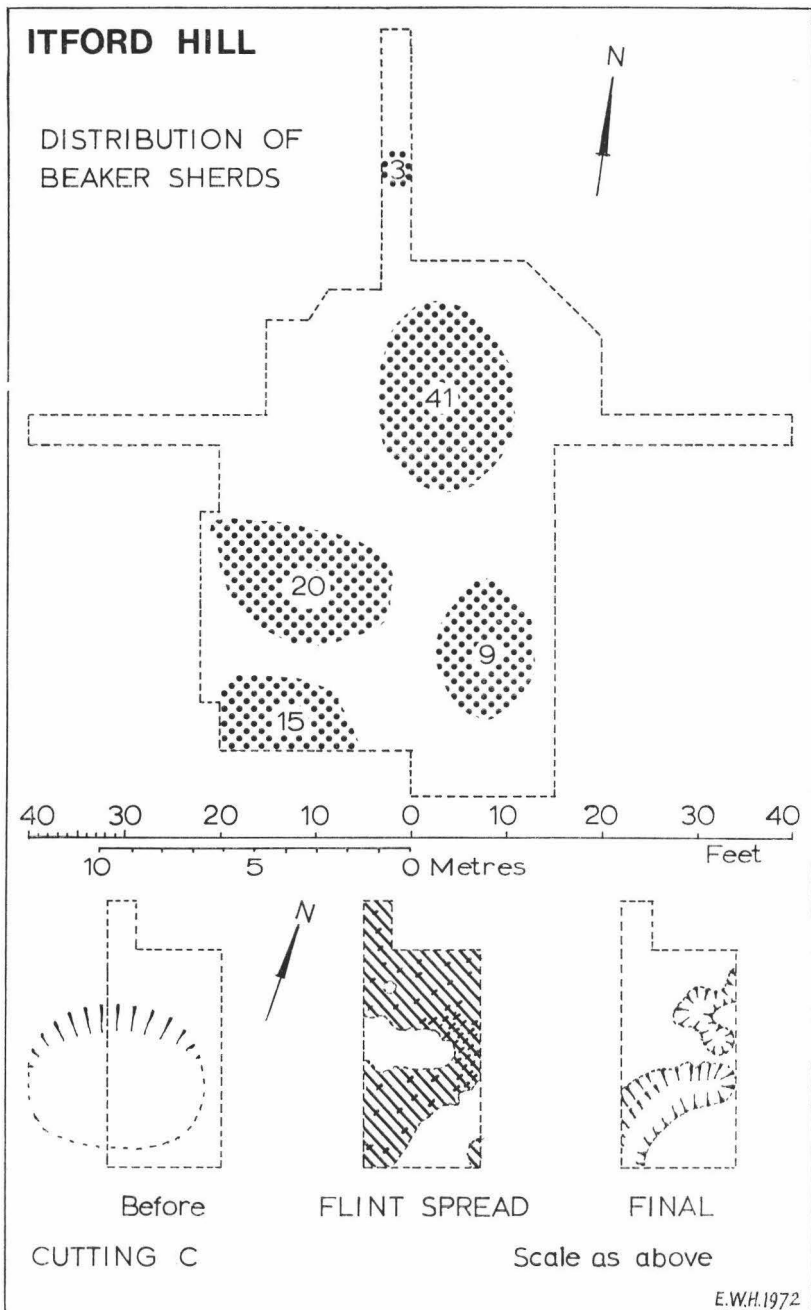 ITFORD HILL
N
DISTRIBUTION OF
BEAKER SHERDS
3
41
20
9
15
40 30 20 10 0 10 20 30 40
Feet
10 5 0 Metres
N
Before FLINT SPREAD FINAL
CUTTING C Scale as above
E.W.H. 1972